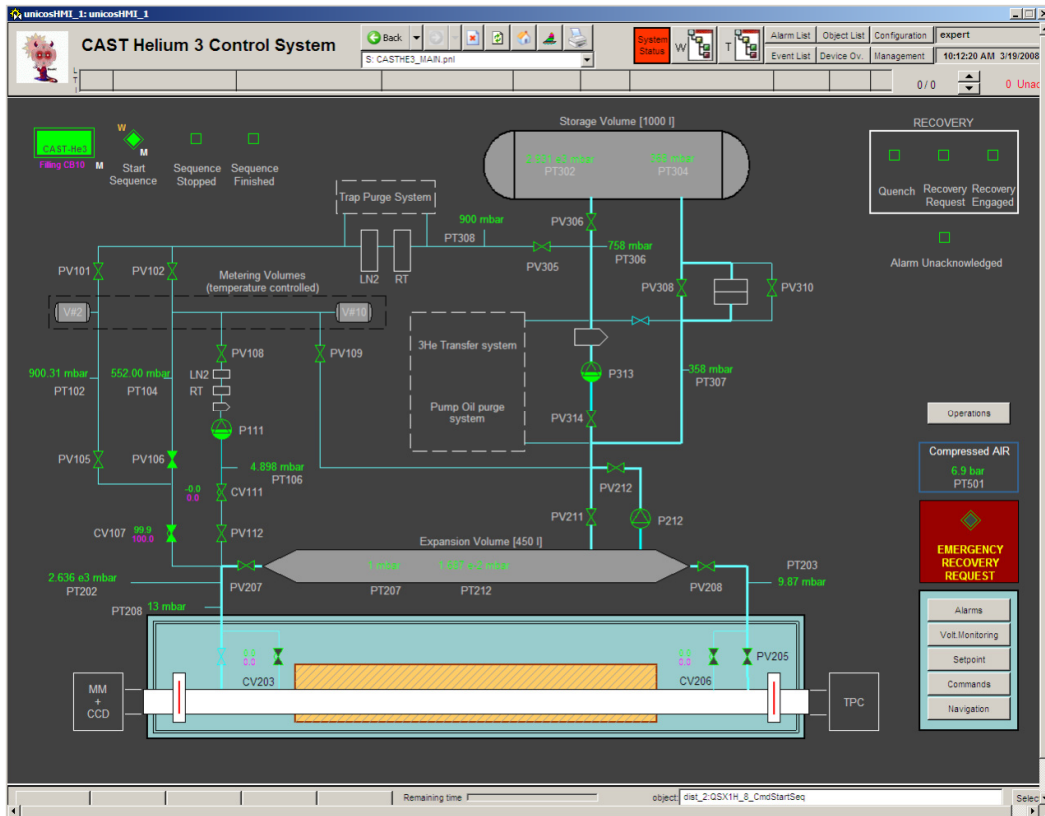 unicosHMI_1: unicosHMI_1
CAST Helium 3 Control System
Back
S: CASTHE3_MAIN.pnl
System Status
W
T
Alarm List
Object List
Configuration
expert
Event List
Device Ov.
Management
10:12:20 AM 3/19/2008
L
T
I
0 / 0
0 Unac
CAST-He3
Filling CB10
M
W
M
Start
Sequence
Sequence
Stopped
Sequence
Finished
Storage Volume [1000 l]
PT302
PT304
RECOVERY
Quench
Recovery
Request
Recovery
Engaged
Alarm Unacknowledged
Trap Purge System
900 mbar
PT308
PV306
PV305
758 mbar
PT306
LN2
RT
PV101
PV102
Metering Volumes
(temperature controlled)
V#2
V#10
PV308
PV310
PV108
PV109
3He Transfer system
Pump Oil purge
system
P313
358 mbar
PT307
900.31 mbar
PT102
552.00 mbar
PT104
LN2
RT
P111
PV314
Operations
PV105
PV106
4.898 mbar
PT106
Compressed AIR
6.9 bar
PT501
-0.0
0.0
CV111
PV212
CV107
99.9
100.0
PV112
PV211
P212
Expansion Volume [450 l]
1 mbar
PT207
PT212
EMERGENCY
RECOVERY
REQUEST
2.636 e3 mbar
PT202
PV207
PV208
PT203
9.87 mbar
PT208
13 mbar
0.0
0.0
CV203
0.0
0.0
CV206
PV205
MM
+
CCD
TPC
Alarms
Volt.Monitoring
Setpoint
Commands
Navigation
Remaining time
object:
dist_2:QSX1H_8_CmdStartSeq
Selec